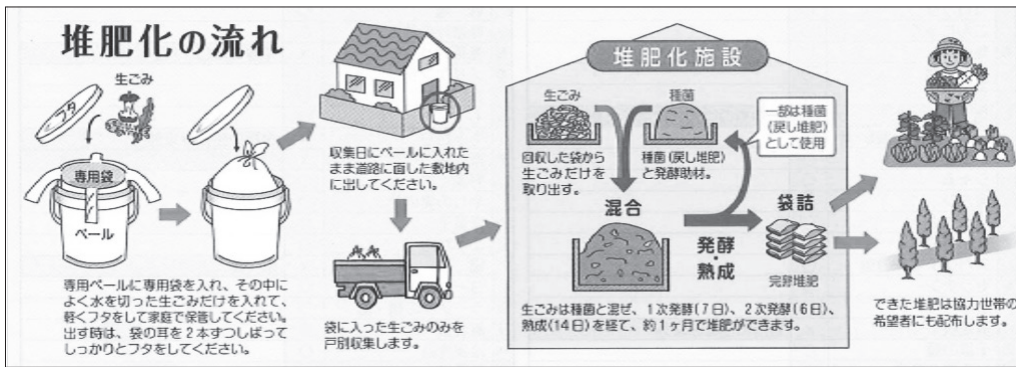 堆肥化の流れ
生ごみ
フタ
専用袋
ペール
専用ペールに専用袋を入れ、その中に
よく水を切った生ごみだけを入れて、
軽くフタをして家庭で保管してください。
出す時は、袋の耳を2本ずつしばって
しっかりとフタをしてください。
収集日にペールに入れた
まま道路に面した敷地内
に出してください。
袋に入った生ごみのみを
戸別収集します。
堆肥化施設
生ごみ
回収した袋から
生ごみだけを
取り出す。
種菌
種菌(戻し堆肥)
と発酵助材。
一部は種菌
(戻し堆肥)
として使用
混合
発酵
・
熟成
袋詰
完熟堆肥
生ごみは種菌と混ぜ、1次発酵(7日)、2次発酵(6日)、
熟成(14日)を経て、約1ヶ月で堆肥ができます。
できた堆肥は協力世帯の
希望者にも配布します。